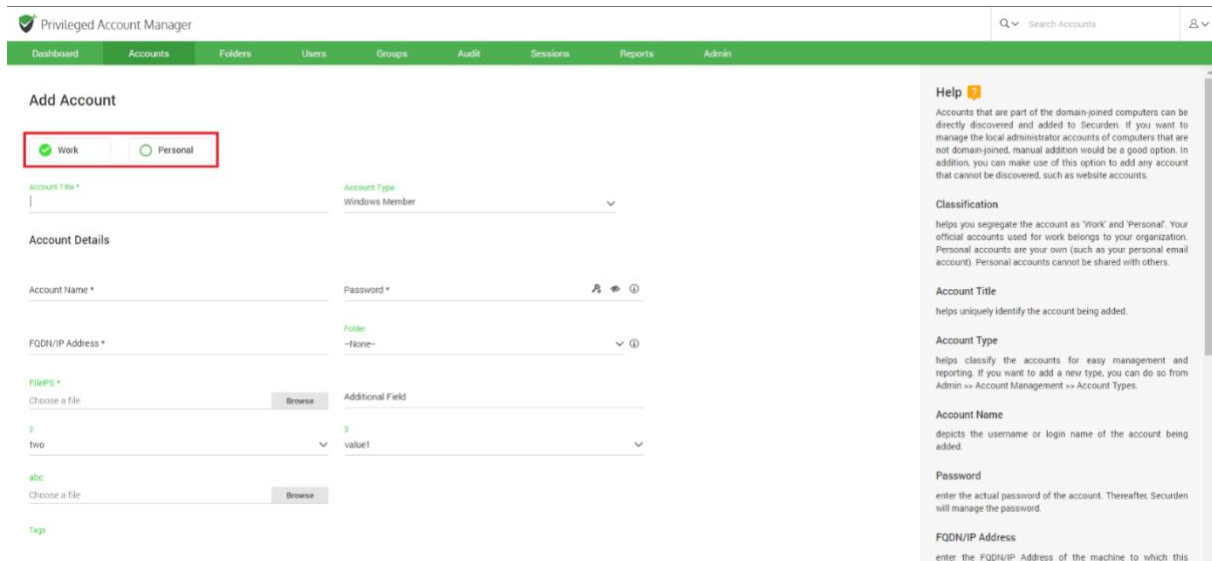 Privileged Account Manager
Search Accounts
Dashboard Accounts Folders Users Groups Audit Sessions Reports Admin
Add Account
Work Personal
Account Title *
Account Type
Windows Member
Account Details
Account Name *
Password *
FQDN/IP Address *
Folder
--None--
FilePS *
Choose a file
Browse
Additional Field
2
two
3
value1
abc
Choose a file
Browse
Tags
Help ?
Accounts that are part of the domain-joined computers can be
directly discovered and added to Securden. If you want to
manage the local administrator accounts of computers that are
not domain-joined, manual addition would be a good option. In
addition, you can make use of this option to add any account
that cannot be discovered, such as website accounts.
Classification
helps you segregate the account as 'Work' and 'Personal'. Your
official accounts used for work belongs to your organization.
Personal accounts are your own (such as your personal email
account). Personal accounts cannot be shared with others.
Account Title
helps uniquely identify the account being added.
Account Type
helps classify the accounts for easy management and
reporting. If you want to add a new type, you can do so from
Admin >> Account Management >> Account Types.
Account Name
depicts the username or login name of the account being
added.
Password
enter the actual password of the account. Thereafter, Securden
will manage the password.
FQDN/IP Address
enter the FQDN/IP Address of the machine to which this